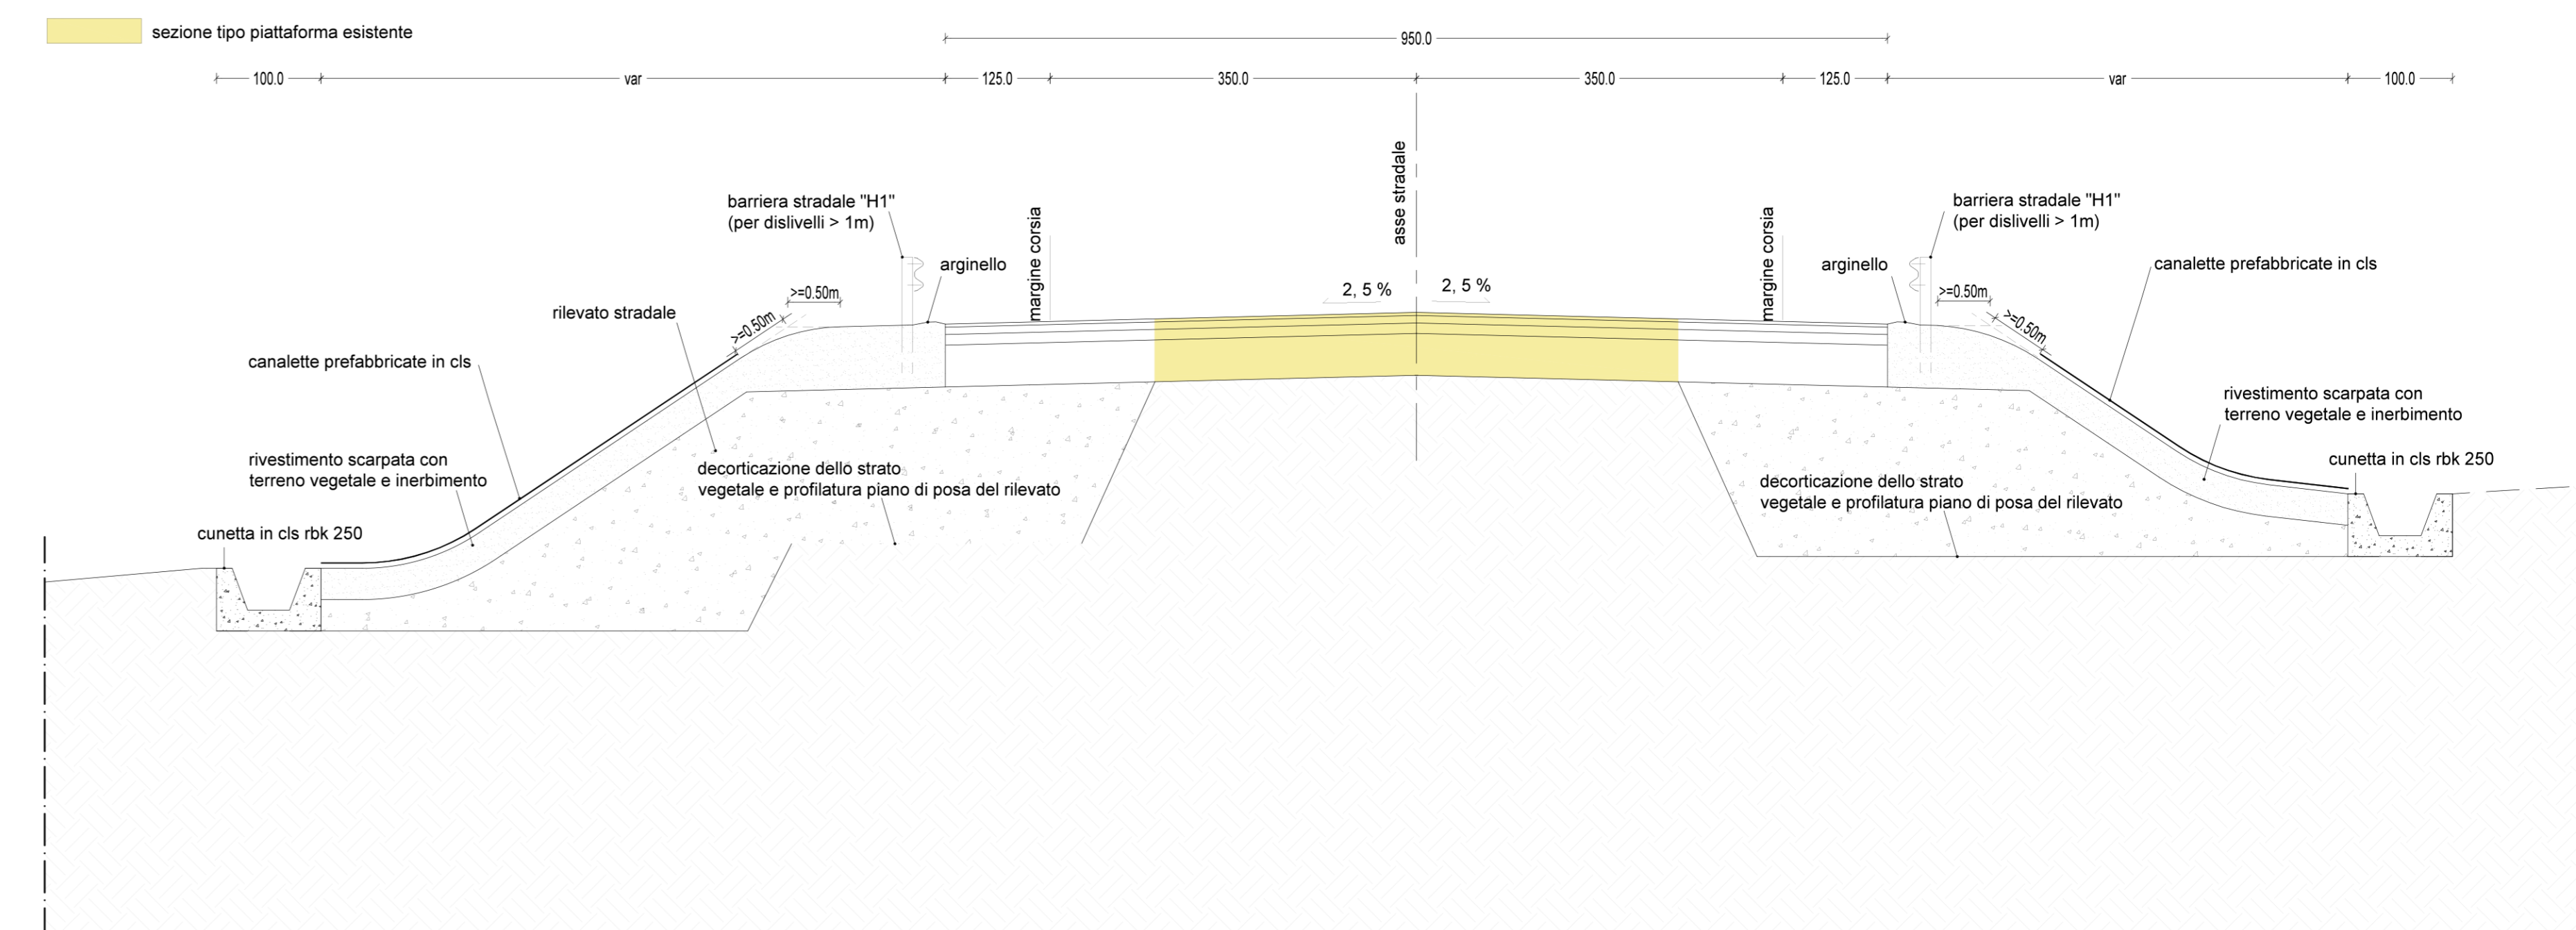 sezione tipo piattaforma esistente
950.0
100.0 var 125.0 350.0 350.0 125.0 var 100.0
asse stradale
barriera stradale "H1"
(per dislivelli > 1m)
barriera stradale "H1"
(per dislivelli > 1m)
margine corsia
margine corsia
arginello
arginello
canalette prefabbricate in cls
2, 5 %
2, 5 %
>=0.50m
>=0.50m
>=0.50m
>=0.50m
rilevato stradale
canalette prefabbricate in cls
rivestimento scarpata con
terreno vegetale e inerbimento
rivestimento scarpata con
terreno vegetale e inerbimento
decorticazione dello strato
vegetale e profilatura piano di posa del rilevato
decorticazione dello strato
vegetale e profilatura piano di posa del rilevato
cunetta in cls rbk 250
cunetta in cls rbk 250